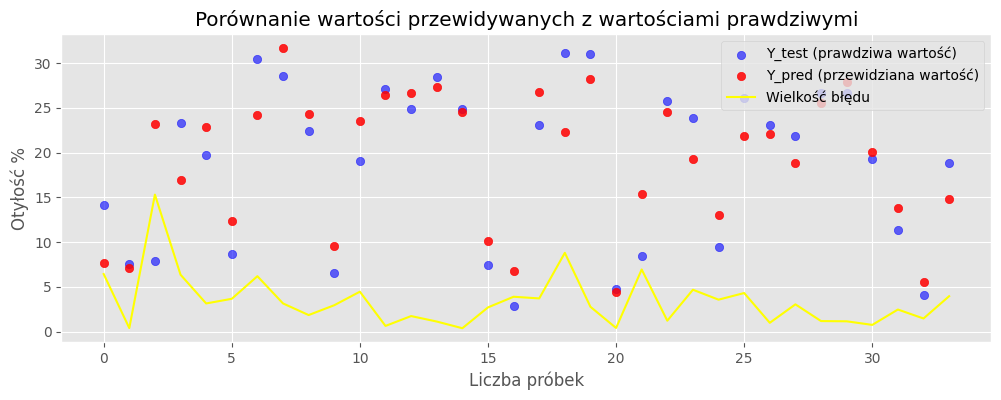 Porównanie wartości przewidywanych z wartościami prawdziwymi
Y_test (prawdziwa wartość)
Y_pred (przewidziana wartość)
Wielkość błędu
Otyłość %
30
25
20
15
10
5
0
0 5 10 15 20 25 30
Liczba próbek